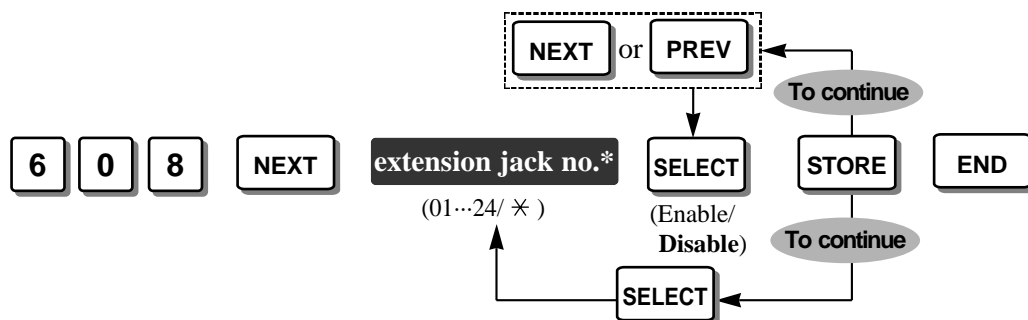 NEXT or PREV
To continue
6 0 8 NEXT extension jack no.* SELECT STORE END
(01···24/ ✳ )
(Enable/
Disable)
To continue
SELECT